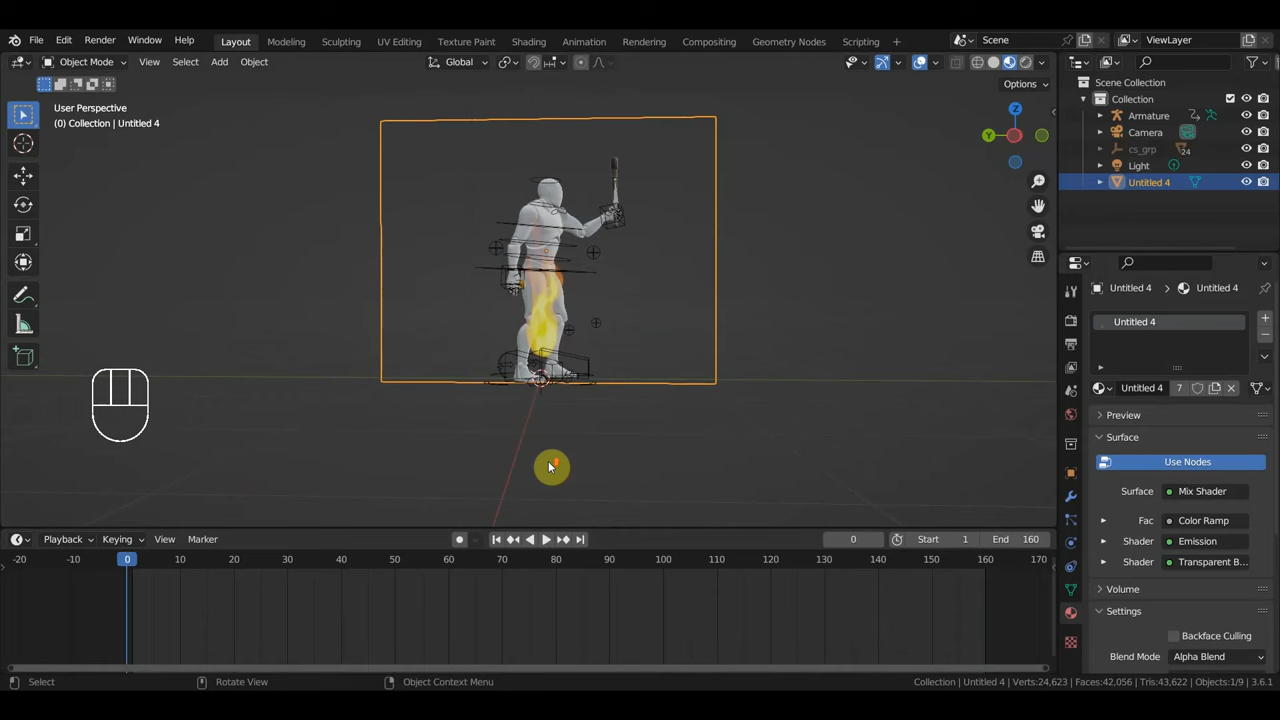 File Edit Render Window Help Layout Modeling Sculpting UV Editing Texture Paint Shading Animation Rendering Compositing Geometry Nodes Scripting + Scene ViewLayer
Object Mode View Select Add Object Global
Options
User Perspective
(0) Collection | Untitled 4
Z
Y
Scene Collection
Collection
Armature
Camera
cs_grp 24
Light
Untitled 4
Untitled 4 Untitled 4
Untitled 4
Untitled 4 7
Preview
Surface
Use Nodes
Surface Mix Shader
Fac Color Ramp
Shader Emission
Shader Transparent B...
Volume
Settings
Backface Culling
Blend Mode Alpha Blend
Playback Keying View Marker 0 Start 1 End 160
-20 -10 0 10 20 30 40 50 60 70 80 90 100 110 120 130 140 150 160 170
Select Rotate View Object Context Menu Collection | Untitled 4 | Verts:24,623 | Faces:42,056 | Tris:43,622 | Objects:1/9 | 3.6.1